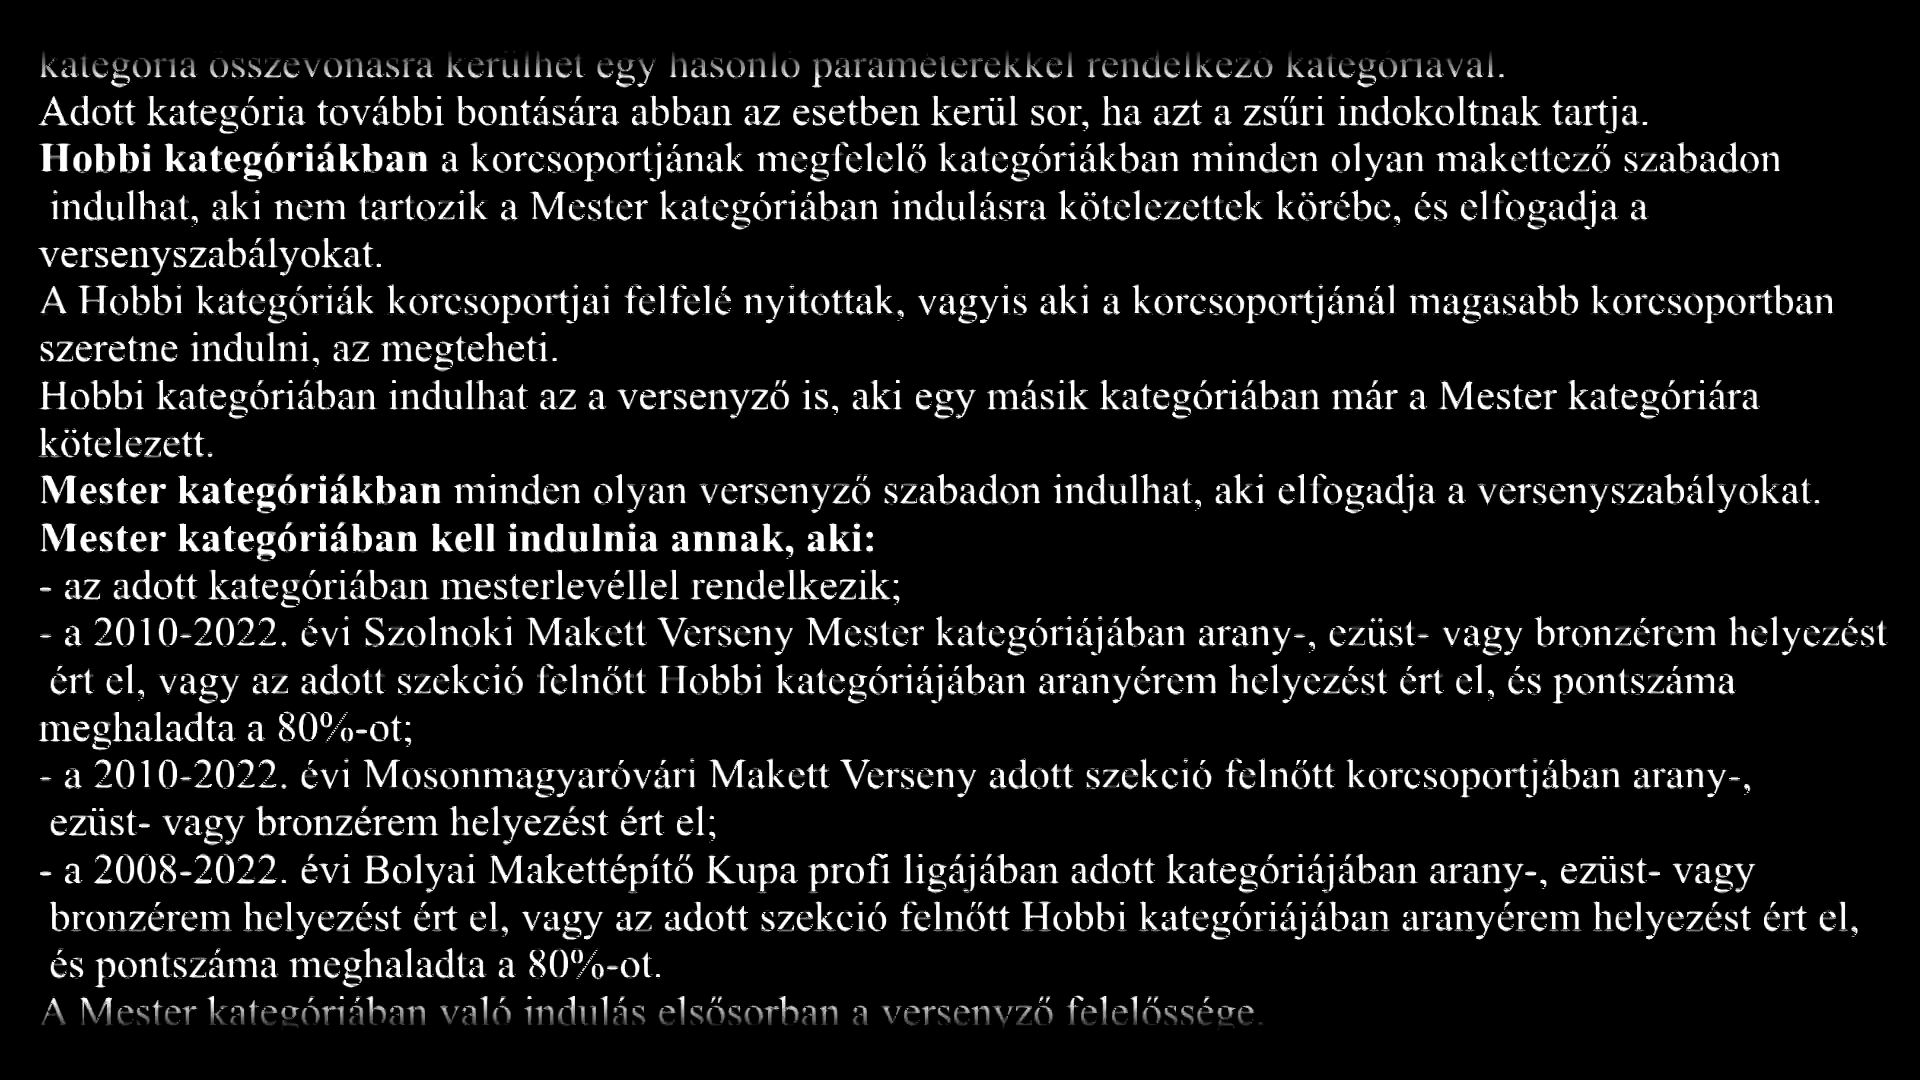 kategória összevonásra kerülhet egy hasonló paraméterekkel rendelkező kategóriával.
Adott kategória további bontására abban az esetben kerül sor, ha azt a zsűri indokoltnak tartja.
Hobbi kategóriákban a korcsoportjának megfelelő kategóriákban minden olyan makettező szabadon
indulhat, aki nem tartozik a Mester kategóriában indulásra kötelezettek körébe, és elfogadja a
versenyszabályokat.
A Hobbi kategóriák korcsoportjai felfelé nyitottak, vagyis aki a korcsoportjánál magasabb korcsoportban
szeretne indulni, az megteheti.
Hobbi kategóriában indulhat az a versenyző is, aki egy másik kategóriában már a Mester kategóriára
kötelezett.
Mester kategóriákban minden olyan versenyző szabadon indulhat, aki elfogadja a versenyszabályokat.
Mester kategóriában kell indulnia annak, aki:
- az adott kategóriában mesterlevéllel rendelkezik;
- a 2010-2022. évi Szolnoki Makett Verseny Mester kategóriájában arany-, ezüst- vagy bronzérem helyezést
ért el, vagy az adott szekció felnőtt Hobbi kategóriájában aranyérem helyezést ért el, és pontszáma
meghaladta a 80%-ot;
- a 2010-2022. évi Mosonmagyaróvári Makett Verseny adott szekció felnőtt korcsoportjában arany-,
ezüst- vagy bronzérem helyezést ért el;
- a 2008-2022. évi Bolyai Makettépítő Kupa profi ligájában adott kategóriájában arany-, ezüst- vagy
bronzérem helyezést ért el, vagy az adott szekció felnőtt Hobbi kategóriájában aranyérem helyezést ért el,
és pontszáma meghaladta a 80%-ot.
A Mester kategóriában való indulás elsősorban a versenyző felelőssége.